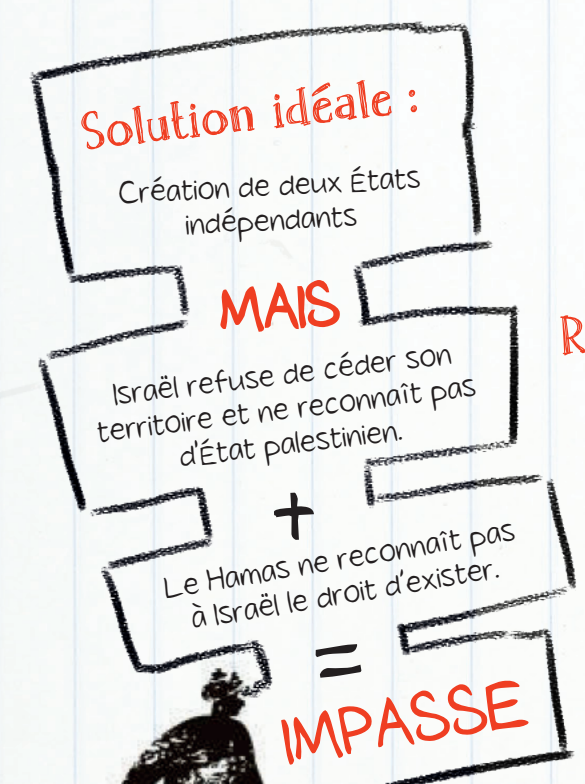 Solution idéale :
Création de deux États
indépendants
MAIS
Israël refuse de céder son
territoire et ne reconnaît pas
d'État palestinien.
+
Le Hamas ne reconnaît pas
à Israël le droit d'exister.
=
IMPASSE
R